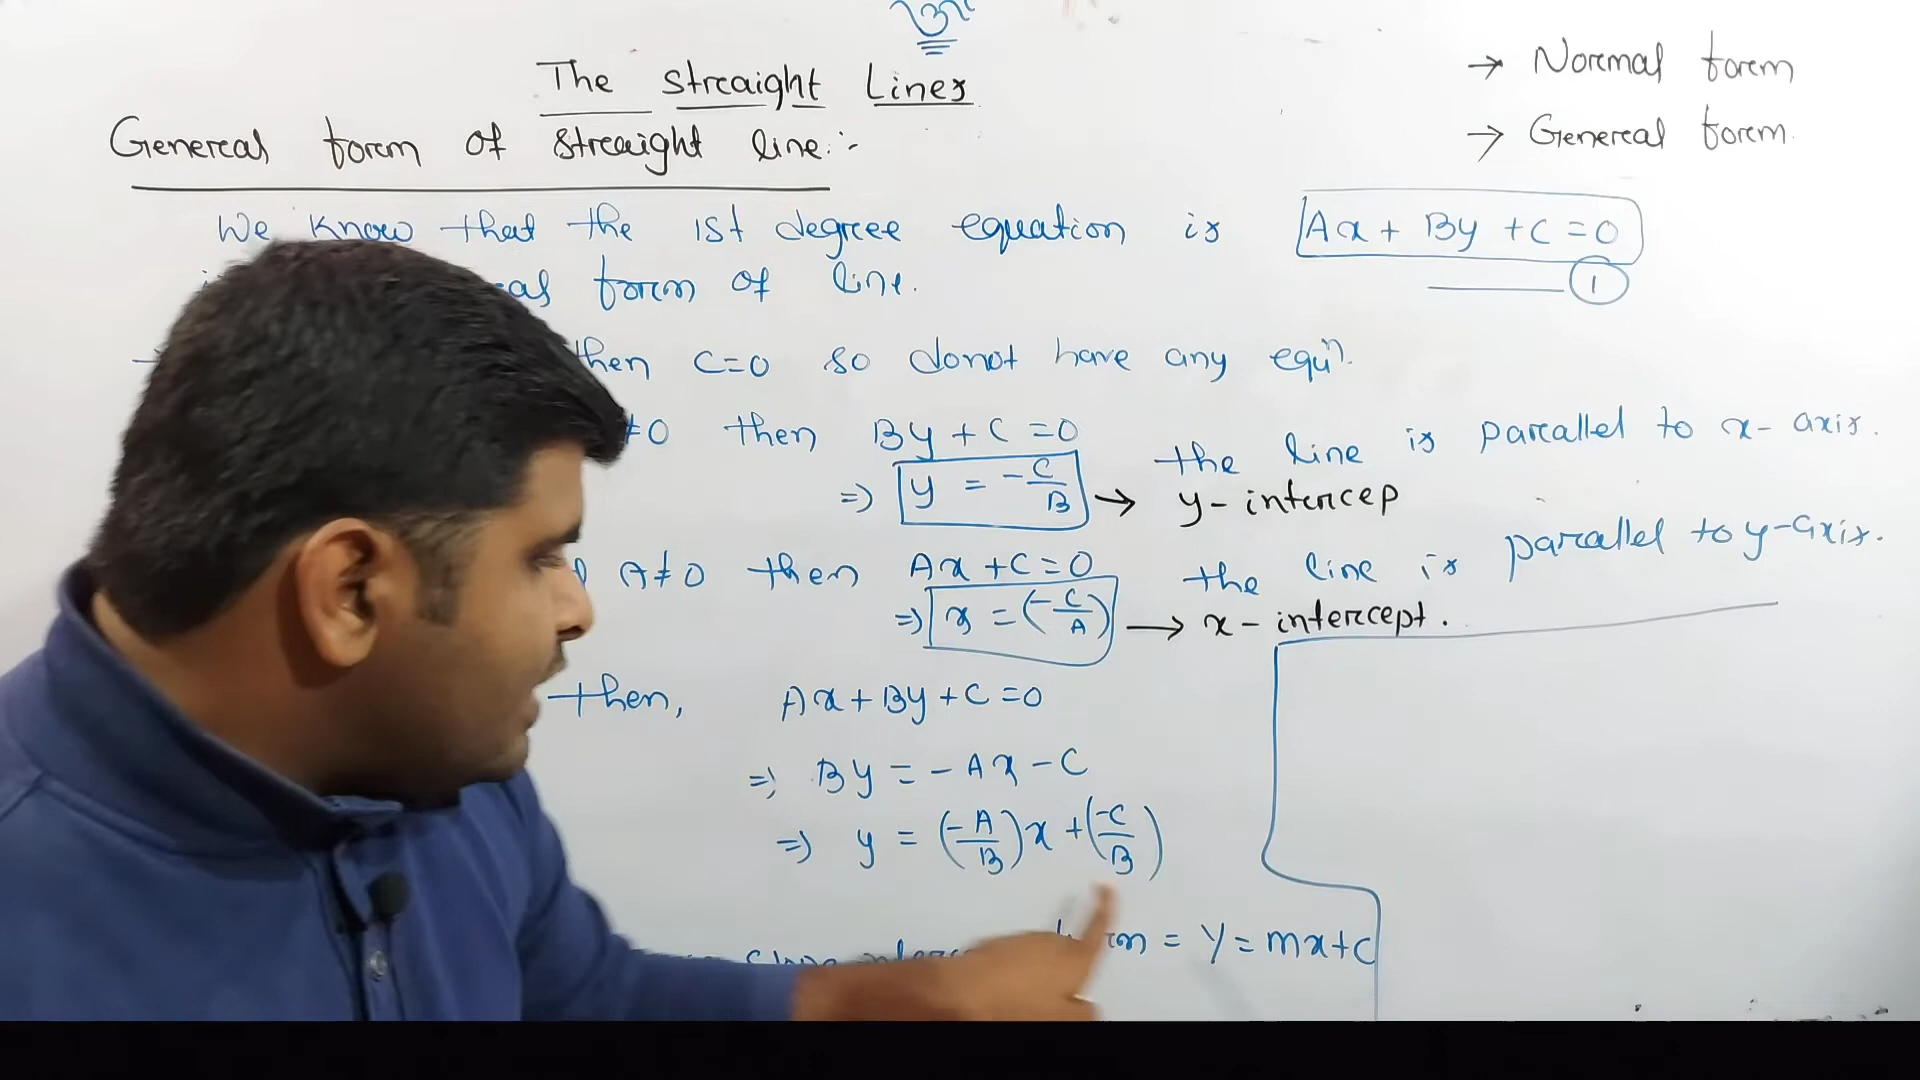 The straight Lines
→ Normal form
→ General form.
General form of straight line:-
We know that the 1st degree equation is Ax + By + C = 0
form of line. 1
then C=0 so donot have any equⁿ.
≠0 then By + C = 0 the line is parallel to x-axis.
⇒ y = -C/B → y-intercep
A≠0 then Ax + C = 0 the line is parallel to y-axis.
⇒ x = (-C/A) → x-intercept.
then, Ax + By + C = 0
⇒ By = -Ax - C
⇒ y = (-A/B)x + (-C/B)
= y = mx+c